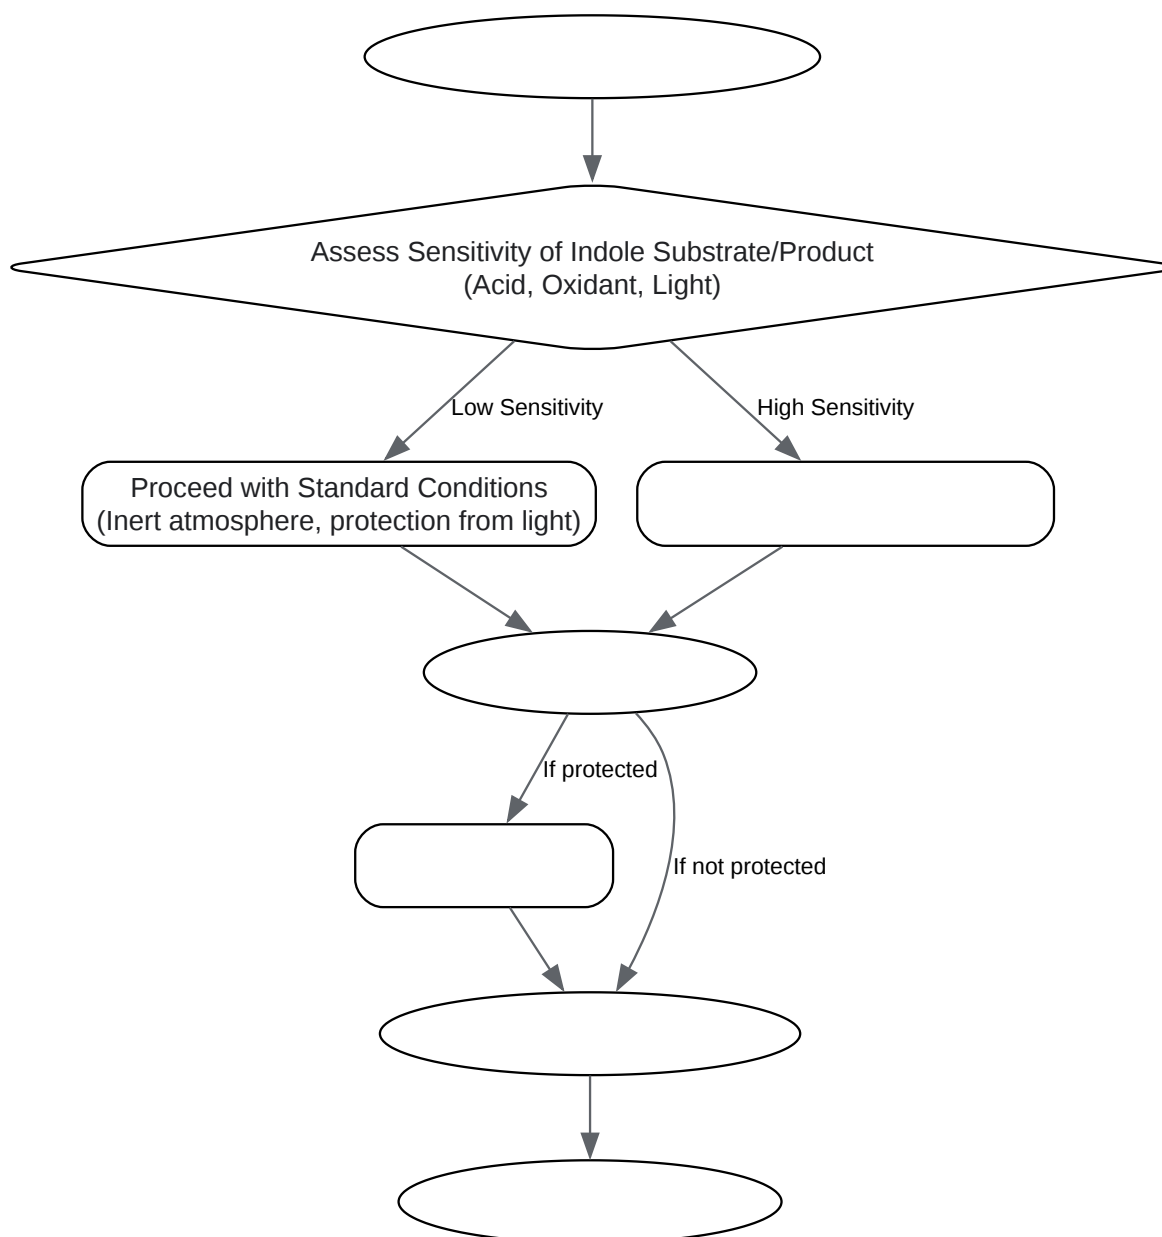 Assess Sensitivity of Indole Substrate/Product
(Acid, Oxidant, Light)
Low Sensitivity
High Sensitivity
Proceed with Standard Conditions
(Inert atmosphere, protection from light)
If protected
If not protected